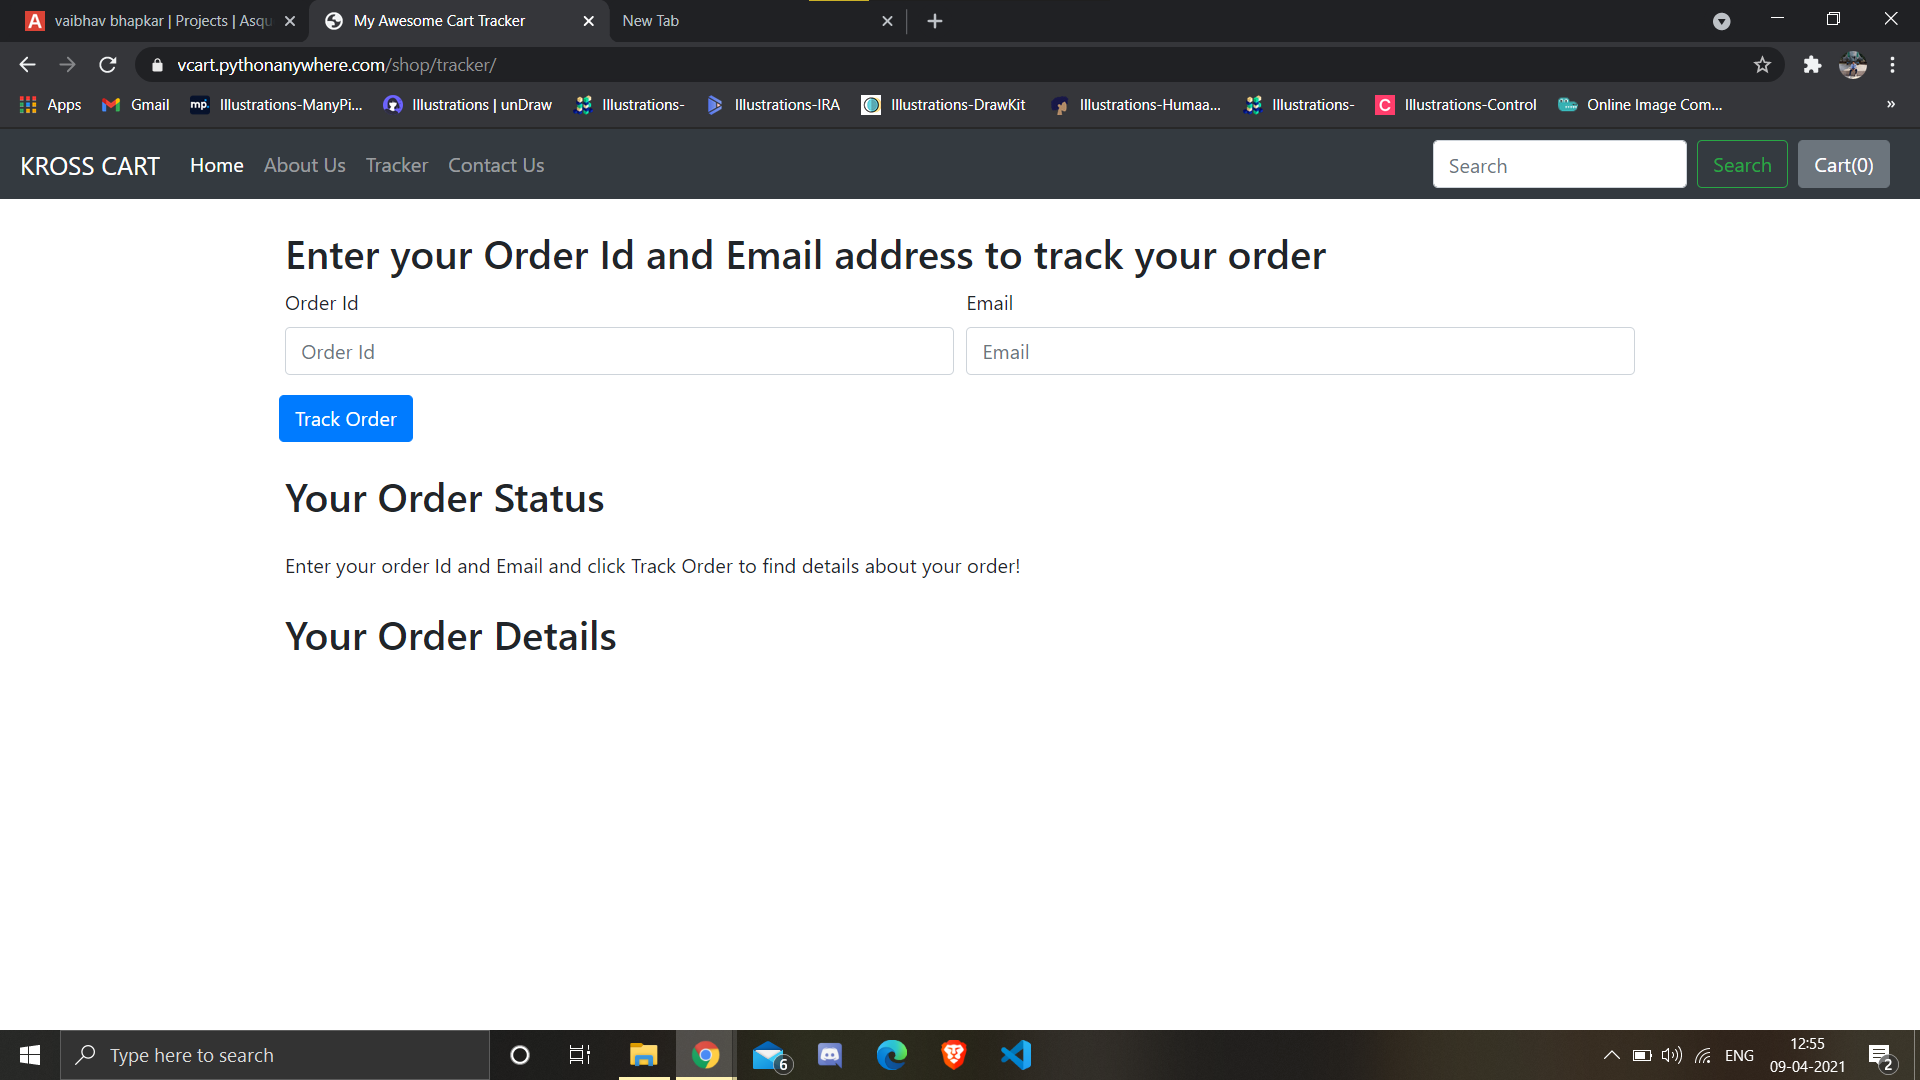 vaibhav bhapkar | Projects | Asqu
My Awesome Cart Tracker
New Tab
vcart.pythonanywhere.com/shop/tracker/
Apps
Gmail
mp.
Illustrations-ManyPi...
Illustrations | unDraw
Illustrations-
Illustrations-IRA
Illustrations-DrawKit
Illustrations-Humaa...
Illustrations-
C
Illustrations-Control
Online Image Com...
»
KROSS CART
Home
About Us
Tracker
Contact Us
Search
Search
Cart(0)
Enter your Order Id and Email address to track your order
Order Id
Email
Order Id
Email
Track Order
Your Order Status
Enter your order Id and Email and click Track Order to find details about your order!
Your Order Details
Type here to search
6
ENG
12:55
09-04-2021
2